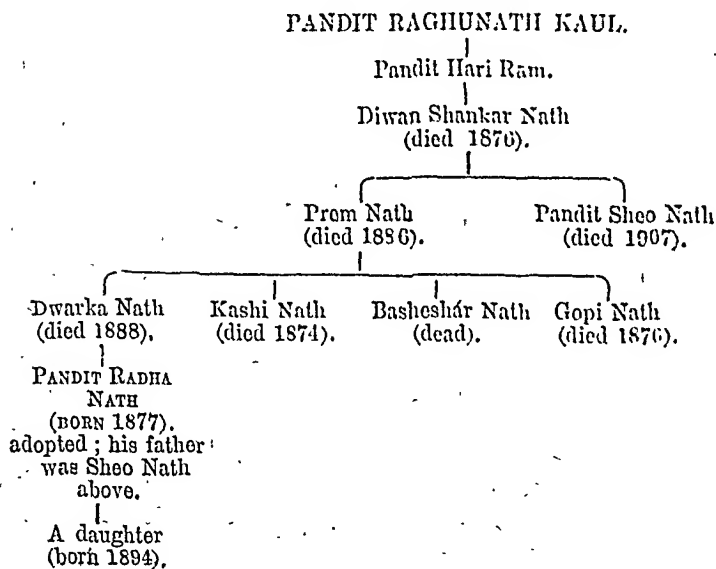 PANDIT RAGHUNATH KAUL.
Pandit Hari Ram.
Diwan Shankar Nath
(died 1876).
Prem Nath
(died 1886).
Pandit Sheo Nath
(died 1907).
Dwarka Nath
(died 1888).
Kashi Nath
(died 1874).
Basheshár Nath
(dead).
Gopi Nath
(died 1876).
PANDIT RADHA
NATH
(BORN 1877).
adopted; his father
was Sheo Nath
above.
A daughter
(born 1894).